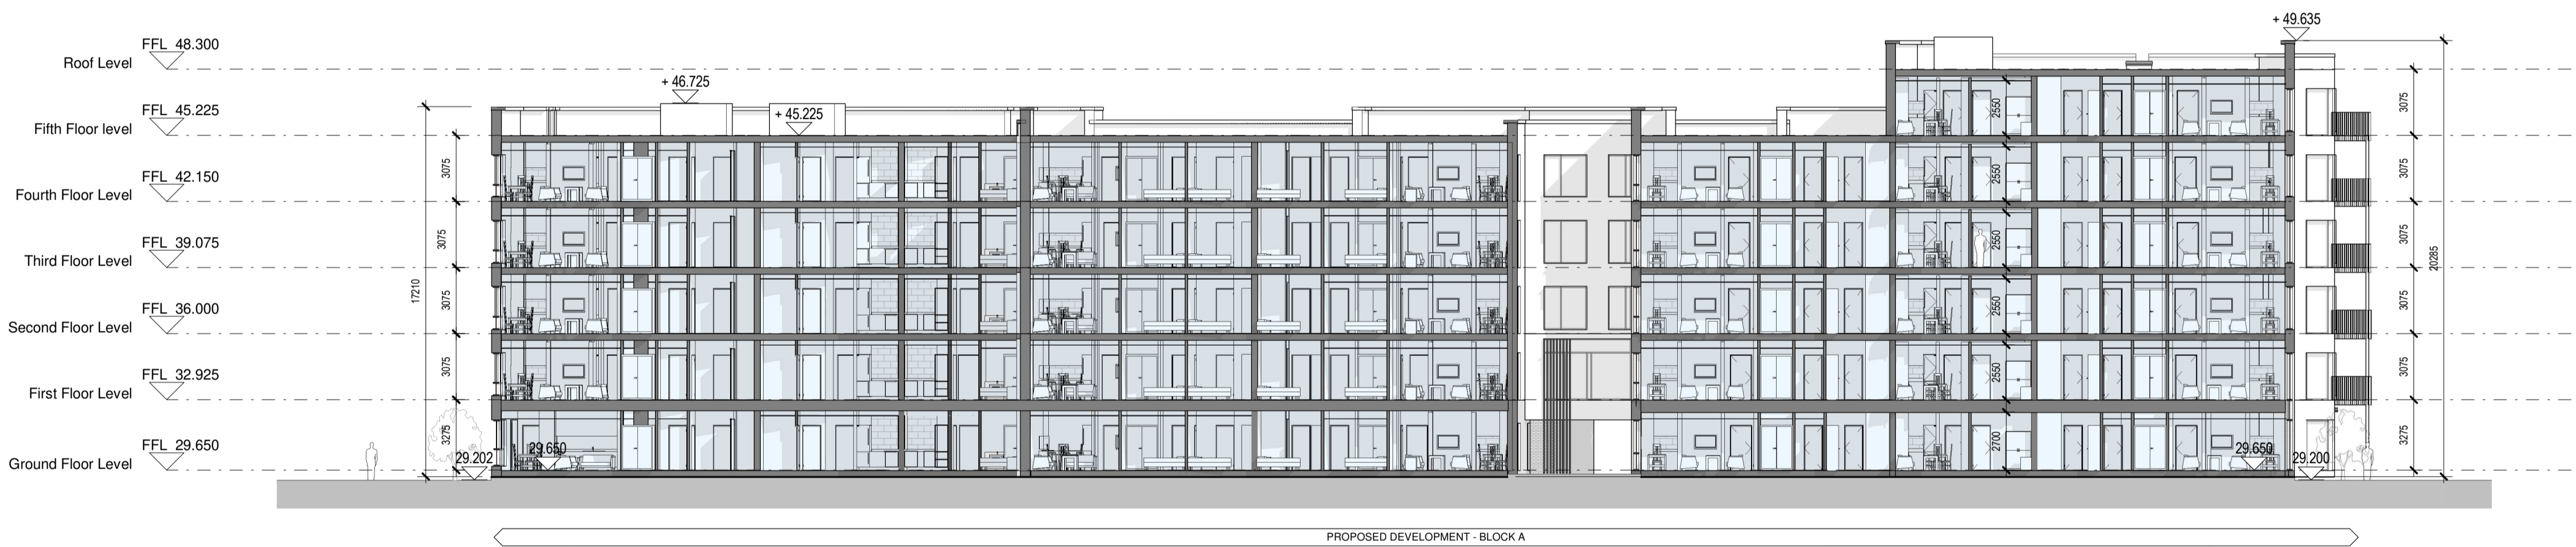 Roof Level
FFL 48.300
Fifth Floor level
FFL 45.225
Fourth Floor Level
FFL 42.150
Third Floor Level
FFL 39.075
Second Floor Level
FFL 36.000
First Floor Level
FFL 32.925
Ground Floor Level
FFL 29.650
17210
3075
3075
3075
3075
3275
29.202
29.650
+ 46.725
+ 45.225
2550
2550
2550
2550
2550
2700
+ 49.635
29.650
29.200
3075
3075
3075
3075
3075
3275
20285
PROPOSED DEVELOPMENT - BLOCK A